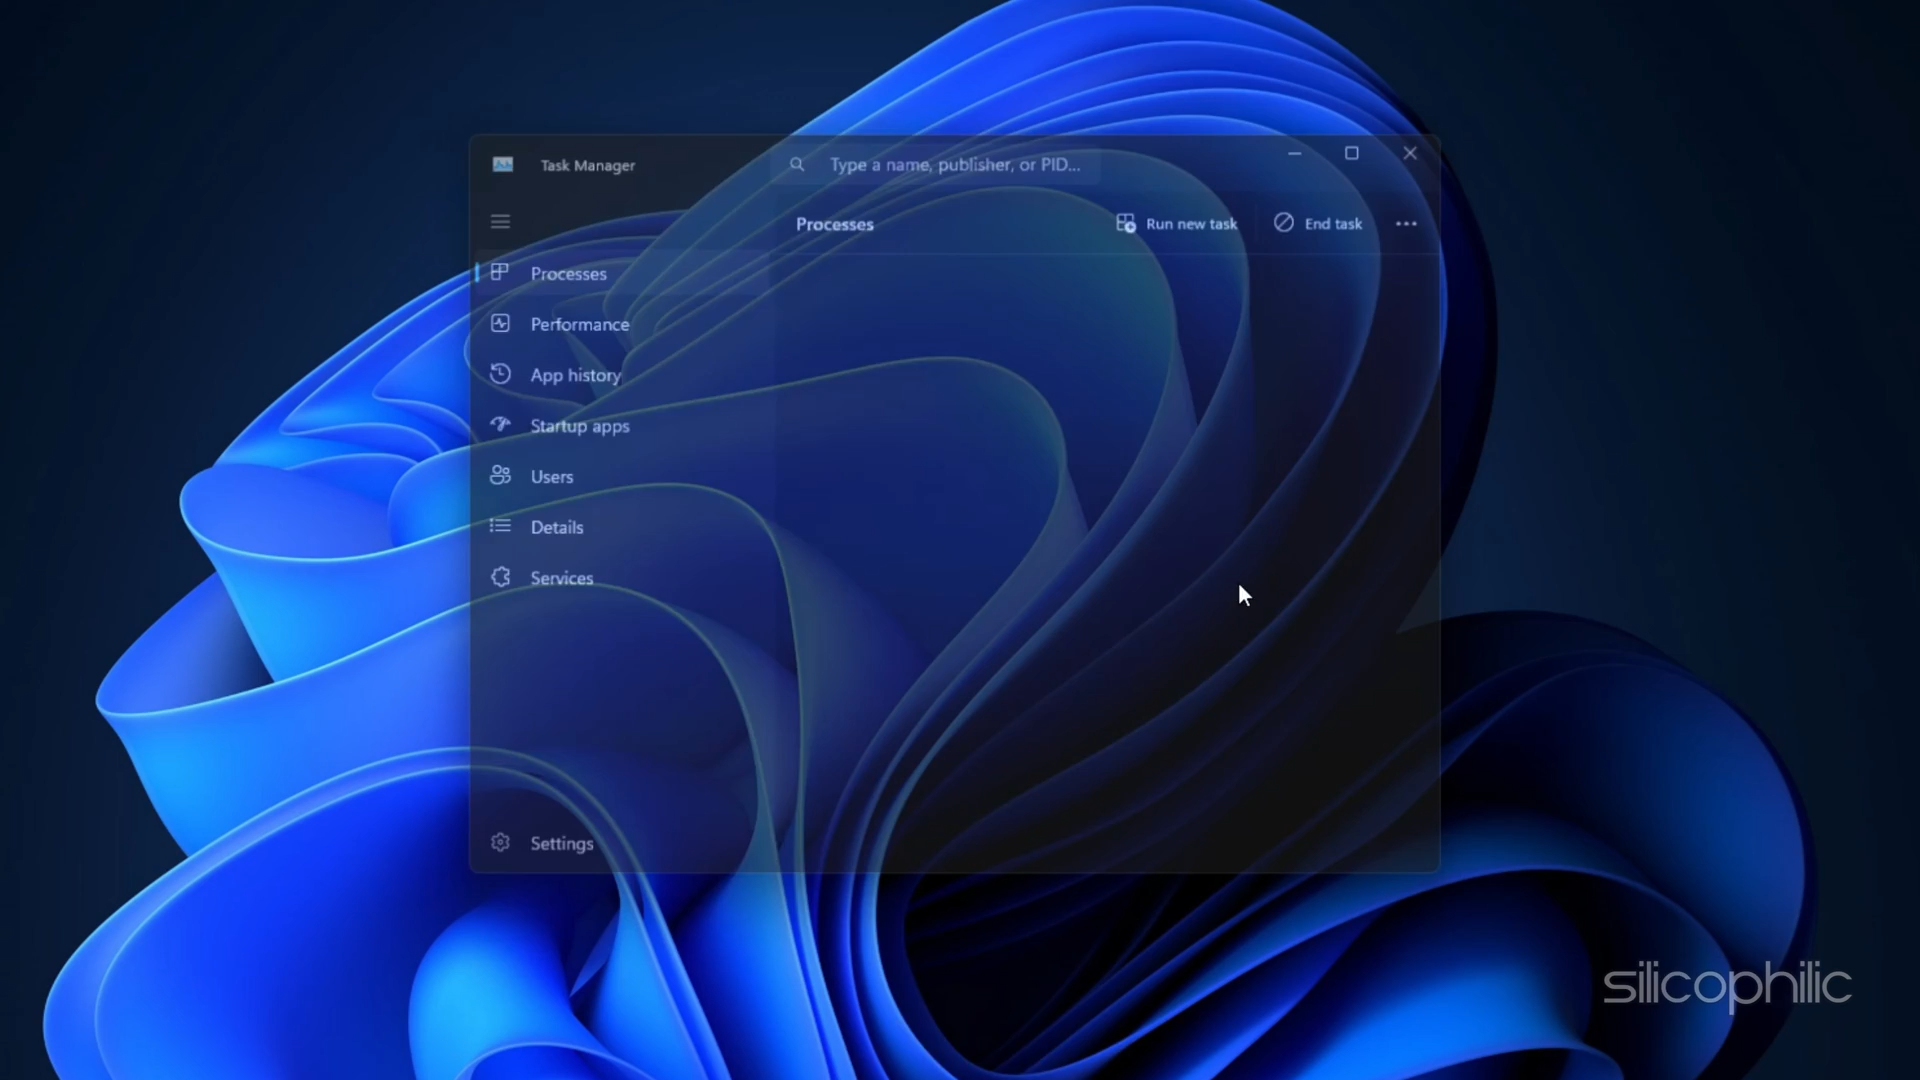 Task Manager
Type a name, publisher, or PID...
Processes
Run new task
End task
Processes
Performance
App history
Startup apps
Users
Details
Services
Settings
silicophilic